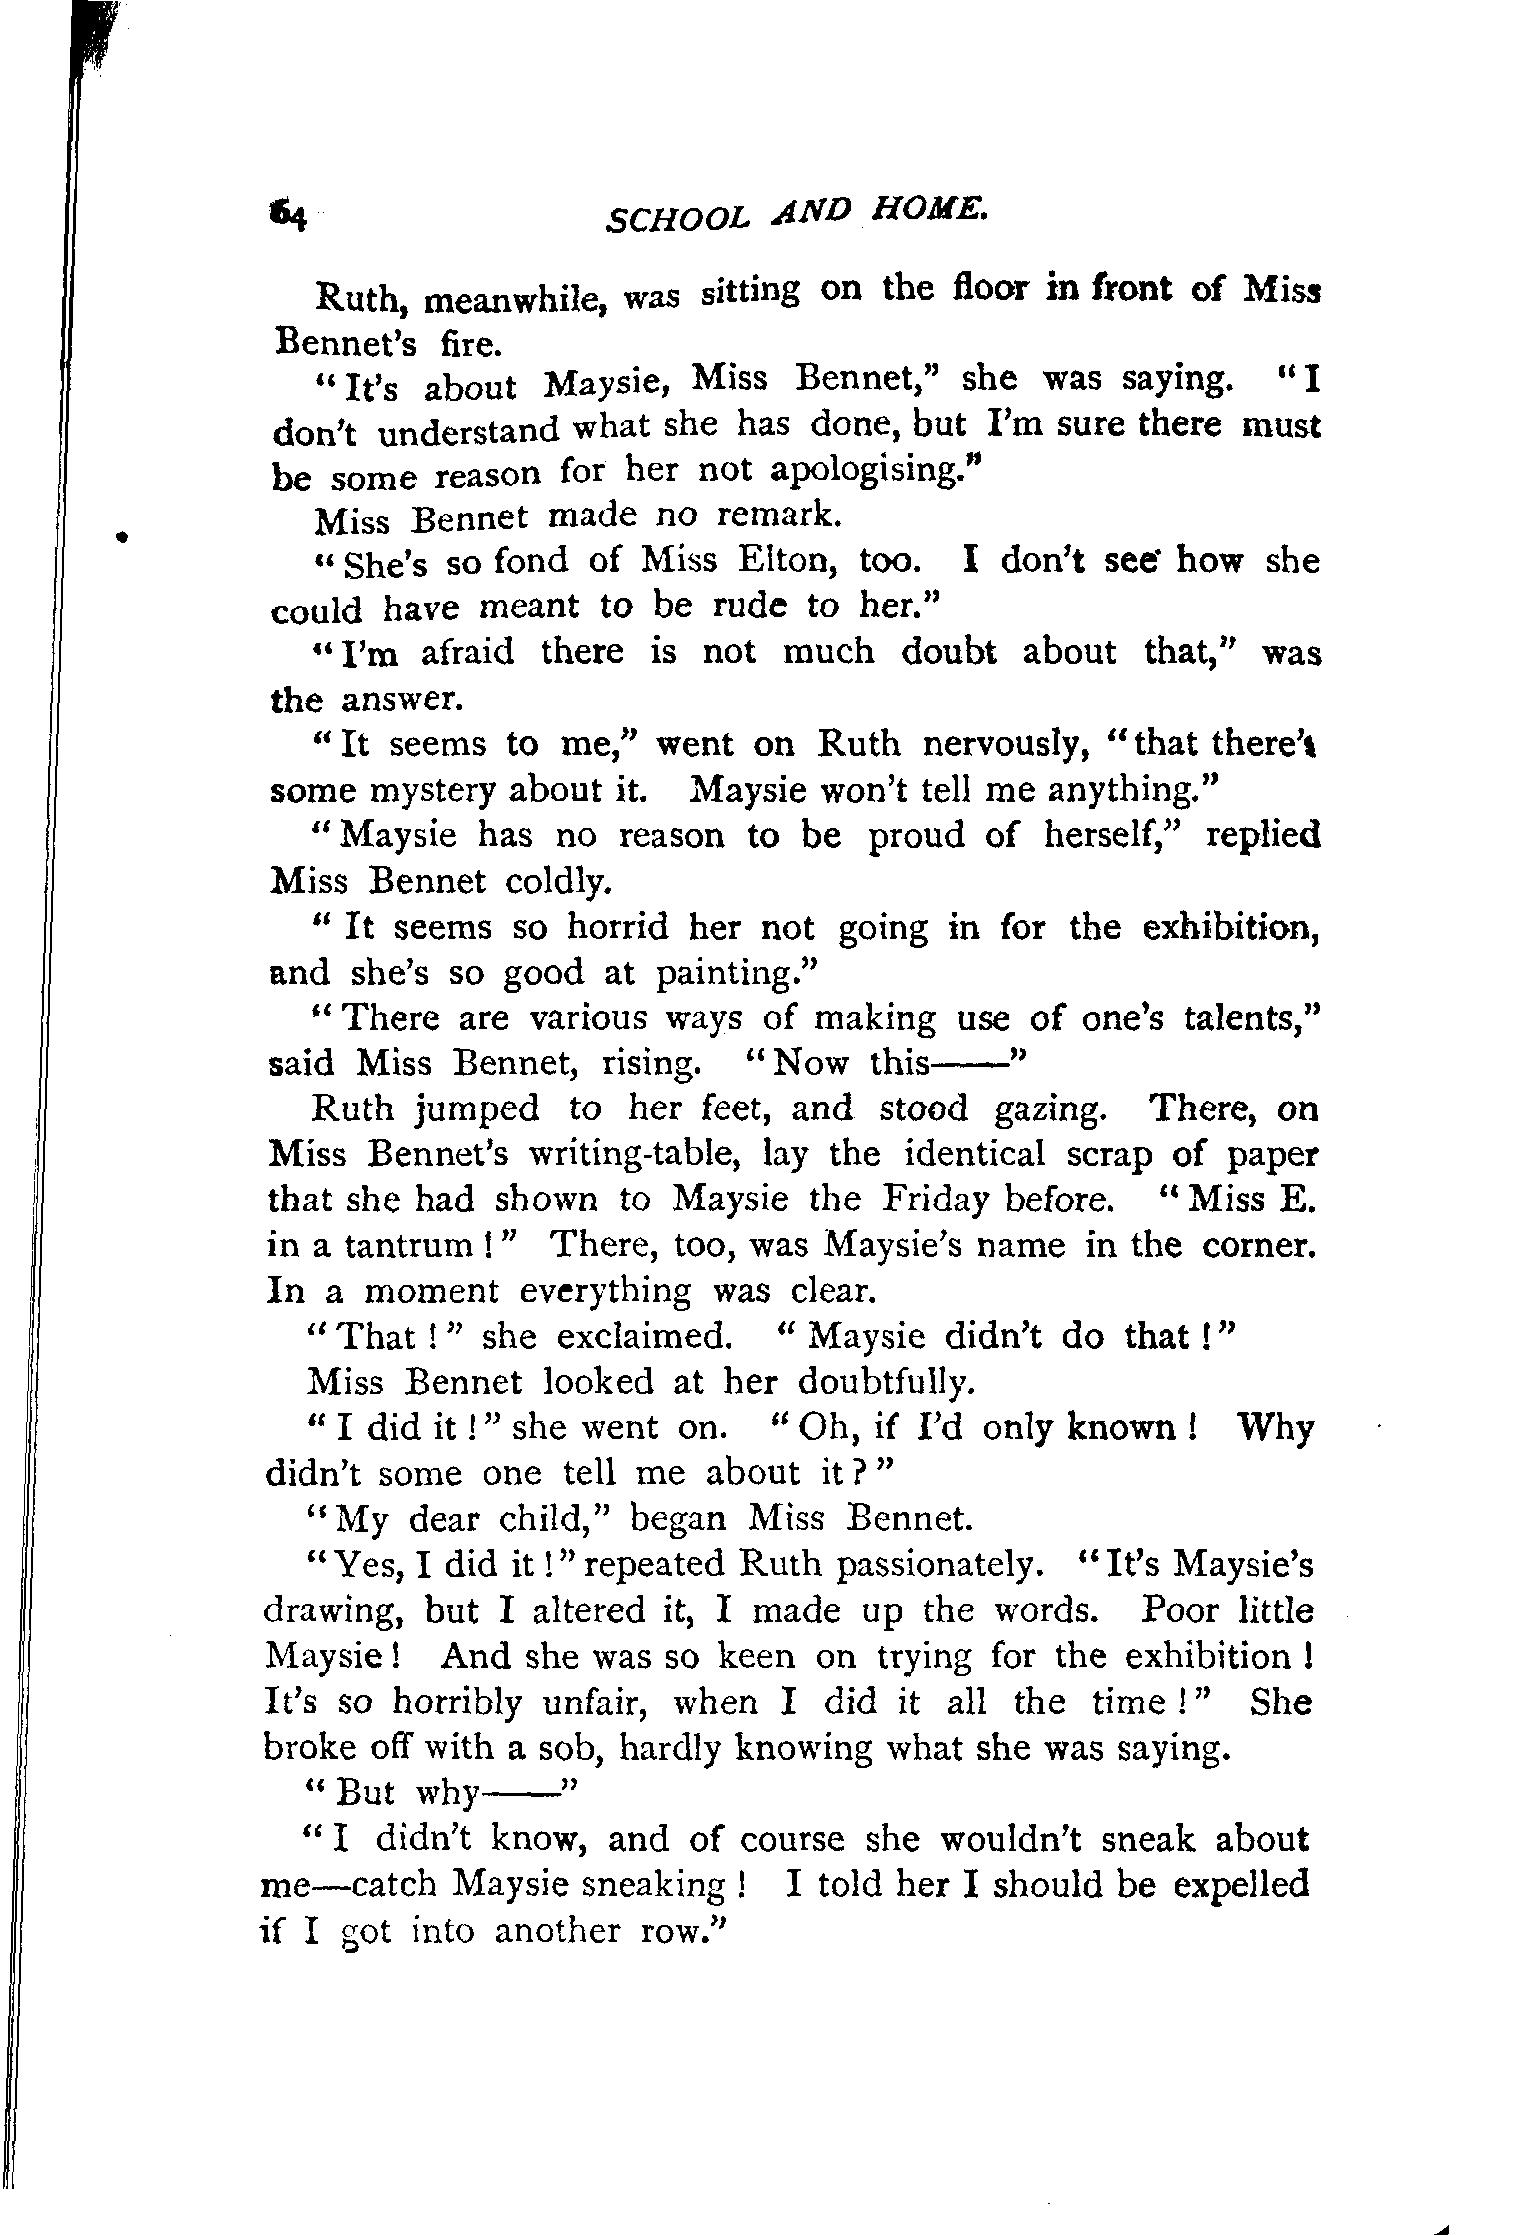 64 SCHOOL AND HOME.
Ruth, meanwhile, was sitting on the floor in front of Miss
Bennet's fire.
"It's about Maysie, Miss Bennet," she was saying. "I
don't understand what she has done, but I'm sure there must
be some reason for her not apologising."
Miss Bennet made no remark.
"She's so fond of Miss Elton, too. I don't see how she
could have meant to be rude to her."
"I'm afraid there is not much doubt about that," was
the answer.
"It seems to me," went on Ruth nervously, "that there's
some mystery about it. Maysie won't tell me anything."
"Maysie has no reason to be proud of herself," replied
Miss Bennet coldly.
"It seems so horrid her not going in for the exhibition,
and she's so good at painting."
"There are various ways of making use of one's talents,"
said Miss Bennet, rising. "Now this——"
Ruth jumped to her feet, and stood gazing. There, on
Miss Bennet's writing-table, lay the identical scrap of paper
that she had shown to Maysie the Friday before. "Miss E.
in a tantrum!" There, too, was Maysie's name in the corner.
In a moment everything was clear.
"That!" she exclaimed. "Maysie didn't do that!"
Miss Bennet looked at her doubtfully.
"I did it!" she went on. "Oh, if I'd only known! Why
didn't some one tell me about it?"
"My dear child," began Miss Bennet.
"Yes, I did it!" repeated Ruth passionately. "It's Maysie's
drawing, but I altered it, I made up the words. Poor little
Maysie! And she was so keen on trying for the exhibition!
It's so horribly unfair, when I did it all the time!" She
broke off with a sob, hardly knowing what she was saying.
"But why——"
"I didn't know, and of course she wouldn't sneak about
me—catch Maysie sneaking! I told her I should be expelled
if I got into another row."